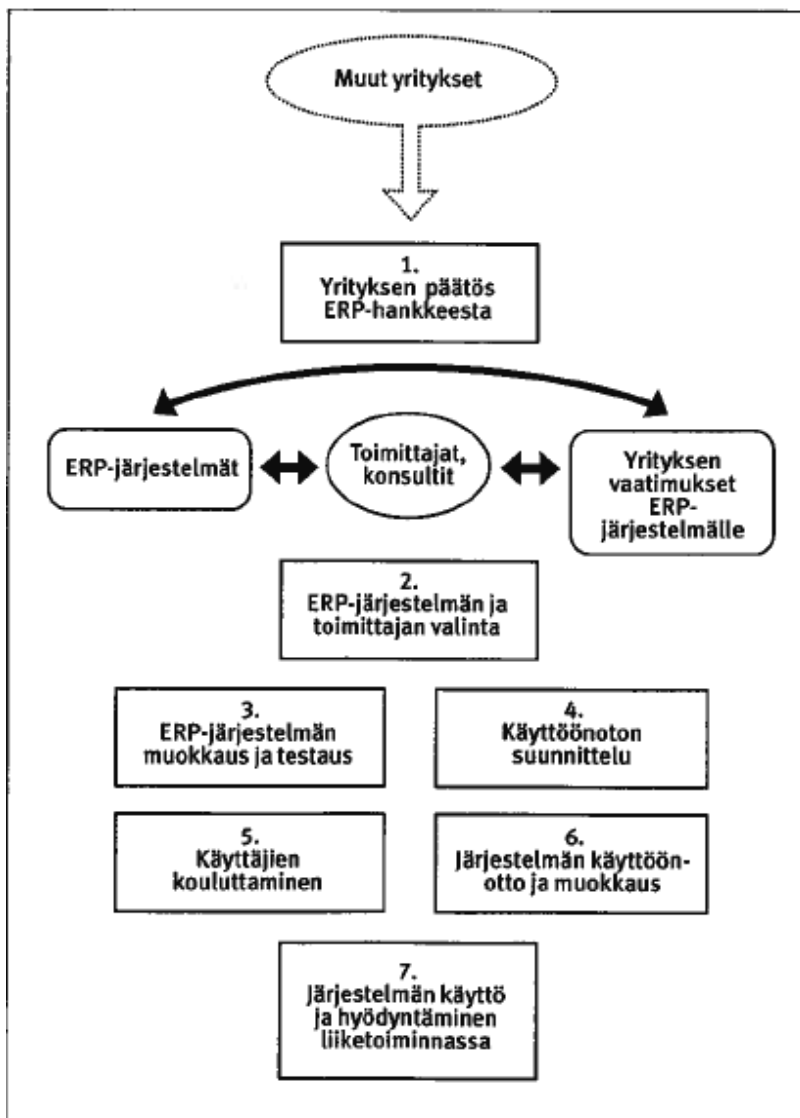 Muut yritykset
1.
Yrityksen päätös
ERP-hankkeesta
ERP-järjestelmät
Toimittajat,
konsultit
Yrityksen
vaatimukset
ERP-
järjestelmälle
2.
ERP-järjestelmän ja
toimittajan valinta
3.
ERP-järjestelmän
muokkaus ja testaus
4.
Käyttöönoton
suunnittelu
5.
Käyttäjien
kouluttaminen
6.
Järjestelmän käyttöön-
otto ja muokkaus
7.
Järjestelmän käyttö
ja hyödyntäminen
liiketoiminnassa